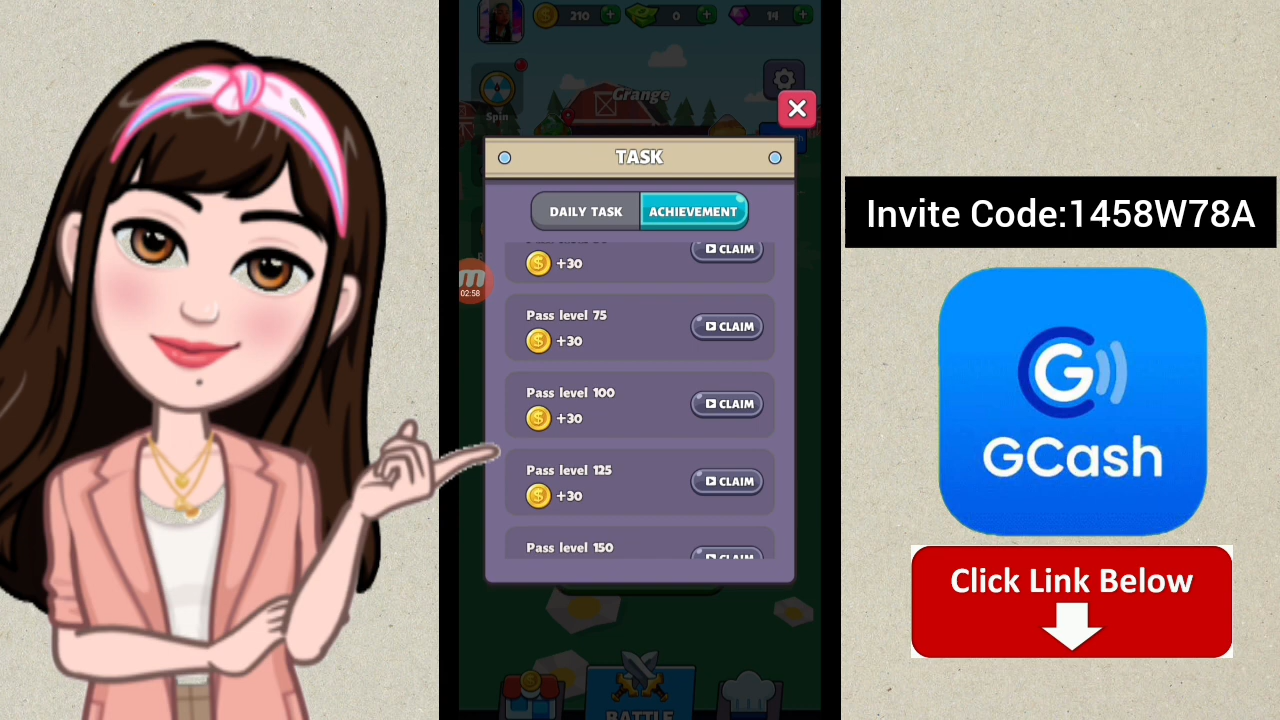 210
0
14
Grange
Spin
TASK
DAILY TASK
ACHIEVEMENT
CLAIM
+30
Pass level 75
CLAIM
+30
Pass level 100
CLAIM
+30
Pass level 125
CLAIM
+30
Pass level 150
CLAIM
02:58
BATTLE
Invite Code:1458W78A
GCash
Click Link Below